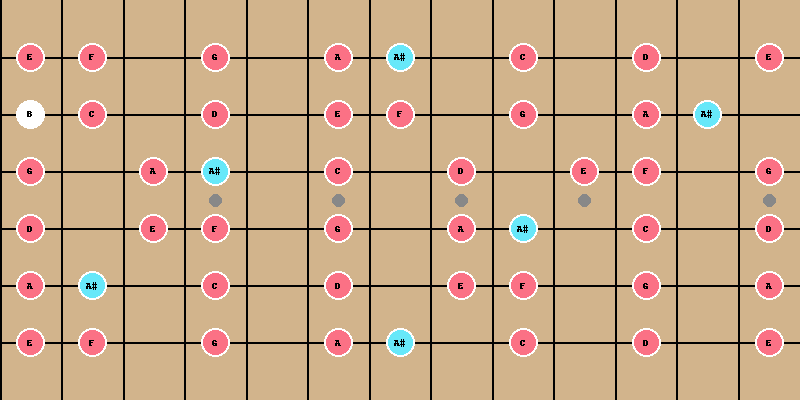 E F G A A# C D E
B C D E F G A A#
G A A# C D E F G
D E F G A A# C D
A A# C D E F G A
E F G A A# C D E